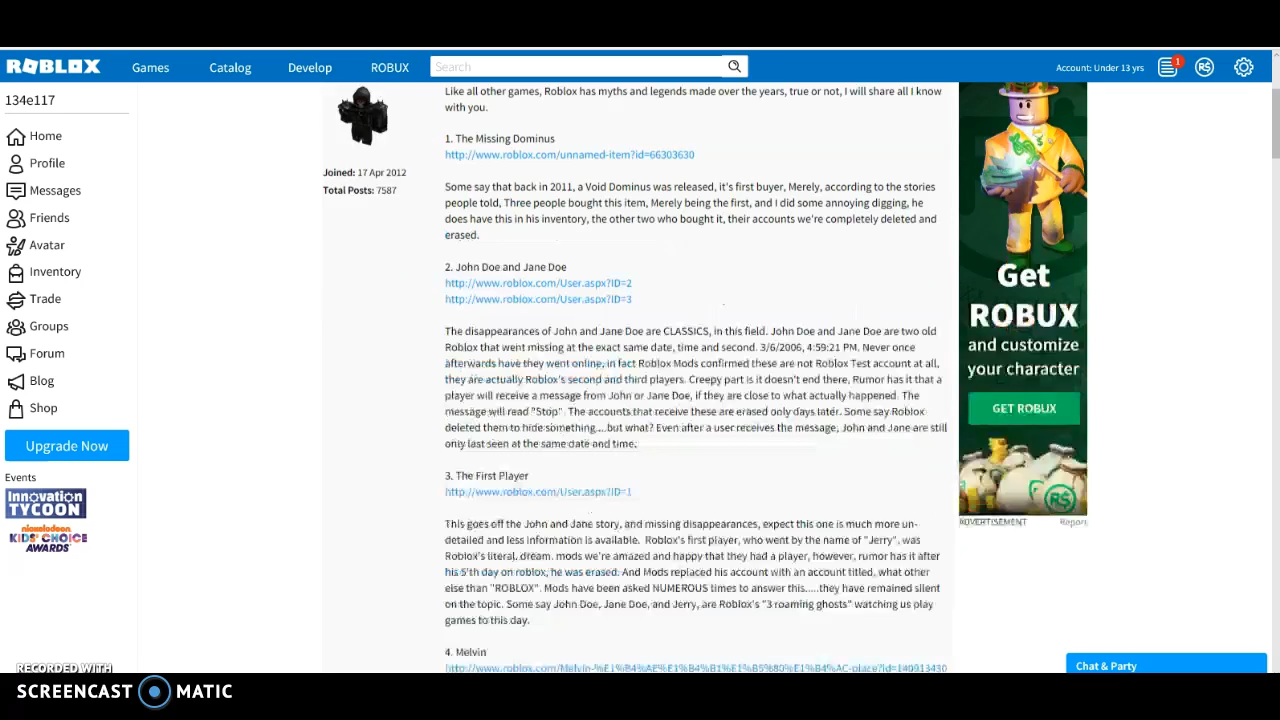 ROBLOX Games Catalog Develop ROBUX Search Account: Under 13 yrs 1 R$
134e117
Home
Profile
Messages
Friends
Avatar
Inventory
Trade
Groups
Forum
Blog
Shop
Upgrade Now
Events
INNOVATION
TYCOON
nickelodeon
KIDS' CHOICE
AWARDS
Joined: 17 Apr 2012
Total Posts: 7587
Like all other games, Roblox has myths and legends made over the years, true or not, I will share all I know
with you.
1. The Missing Dominus
http://www.roblox.com/unnamed-item?id=66303630
Some say that back in 2011, a Void Dominus was released, it's first buyer, Merely, according to the stories
people told, Three people bought this item, Merely being the first, and I did some annoying digging, he
does have this in his inventory, the other two who bought it, their accounts we're completely deleted and
erased.
2. John Doe and Jane Doe
http://www.roblox.com/User.aspx?ID=2
http://www.roblox.com/User.aspx?ID=3
The disappearances of John and Jane Doe are CLASSICS, in this field. John Doe and Jane Doe are two old
Roblox that went missing at the exact same date, time and second. 3/6/2006, 4:59:21 PM. Never once
afterwards have they went online, in fact Roblox Mods confirmed these are not Roblox Test account at all,
they are actually Roblox's second and third players. Creepy part is it doesn't end there, Rumor has it that a
player will receive a message from John or Jane Doe, if they are close to what actually happened. The
message will read "Stop". The accounts that receive these are erased only days later. Some say Roblox
deleted them to hide something....but what? Even after a user receives the message, John and Jane are still
only last seen at the same date and time.
3. The First Player
http://www.roblox.com/User.aspx?ID=1
This goes off the John and Jane story, and missing disappearances, expect this one is much more un-
detailed and less information is available. Roblox's first player, who went by the name of "Jerry", was
Roblox's literal. dream. mods we're amazed and happy that they had a player, however, rumor has it after
his 5'th day on roblox, he was erased. And Mods replaced his account with an account titled, what other
else than "ROBLOX". Mods have been asked NUMEROUS times to answer this.....they have remained silent
on the topic. Some say John Doe, Jane Doe, and Jerry, are Roblox's "3 roaming ghosts" watching us play
games to this day.
4. Melvin
http://www.roblox.com/Melvin-%E1%B4%AE%E1%B4%B1%E1%B5%80%E1%B4%AC-place?id=140913430
Get
ROBUX
and customize
your character
GET ROBUX
R$
ADVERTISEMENT Report
Chat & Party
RECORDED WITH
SCREENCAST MATIC